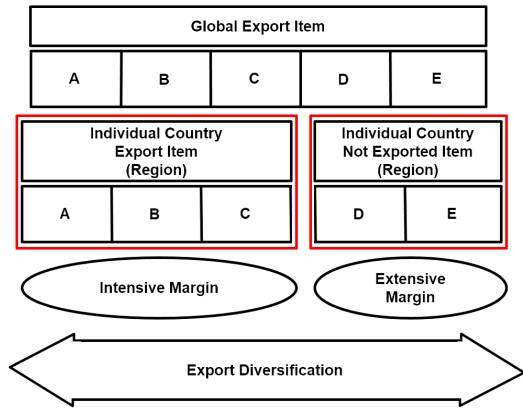 Global Export Item
A B C D E
Individual Country
Export Item
(Region)
Individual Country
Not Exported Item
(Region)
A B C
D E
Intensive Margin
Extensive
Margin
Export Diversification